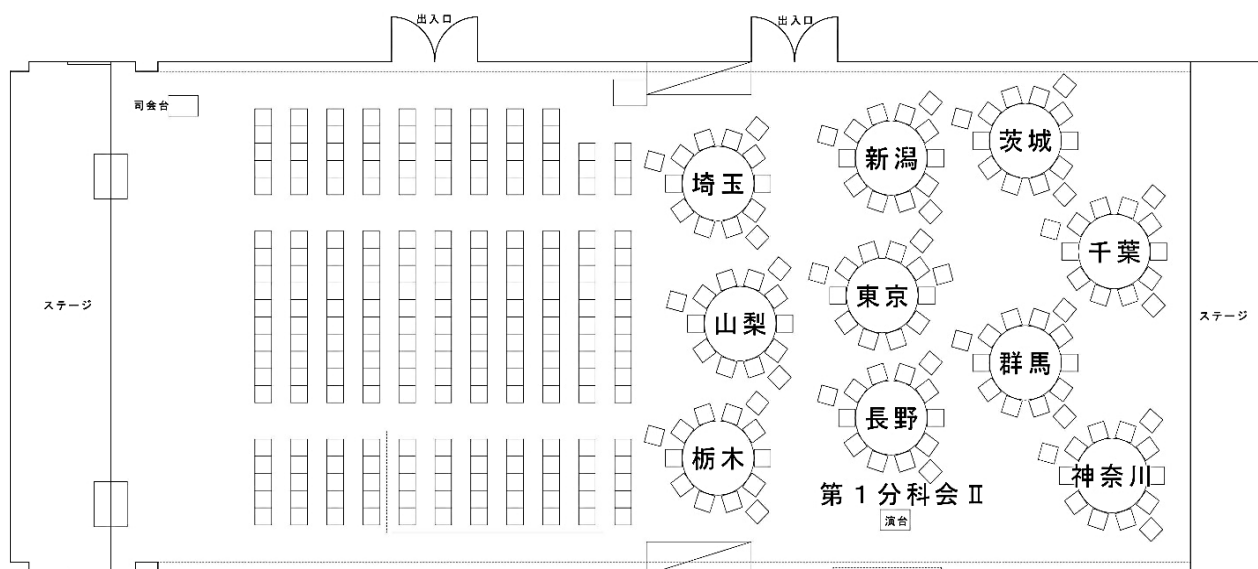 出入口
出入口
司会台
埼玉
新潟
茨城
千葉
ステージ
山梨
東京
群馬
ステージ
栃木
長野
神奈川
第１分科会Ⅱ
演台